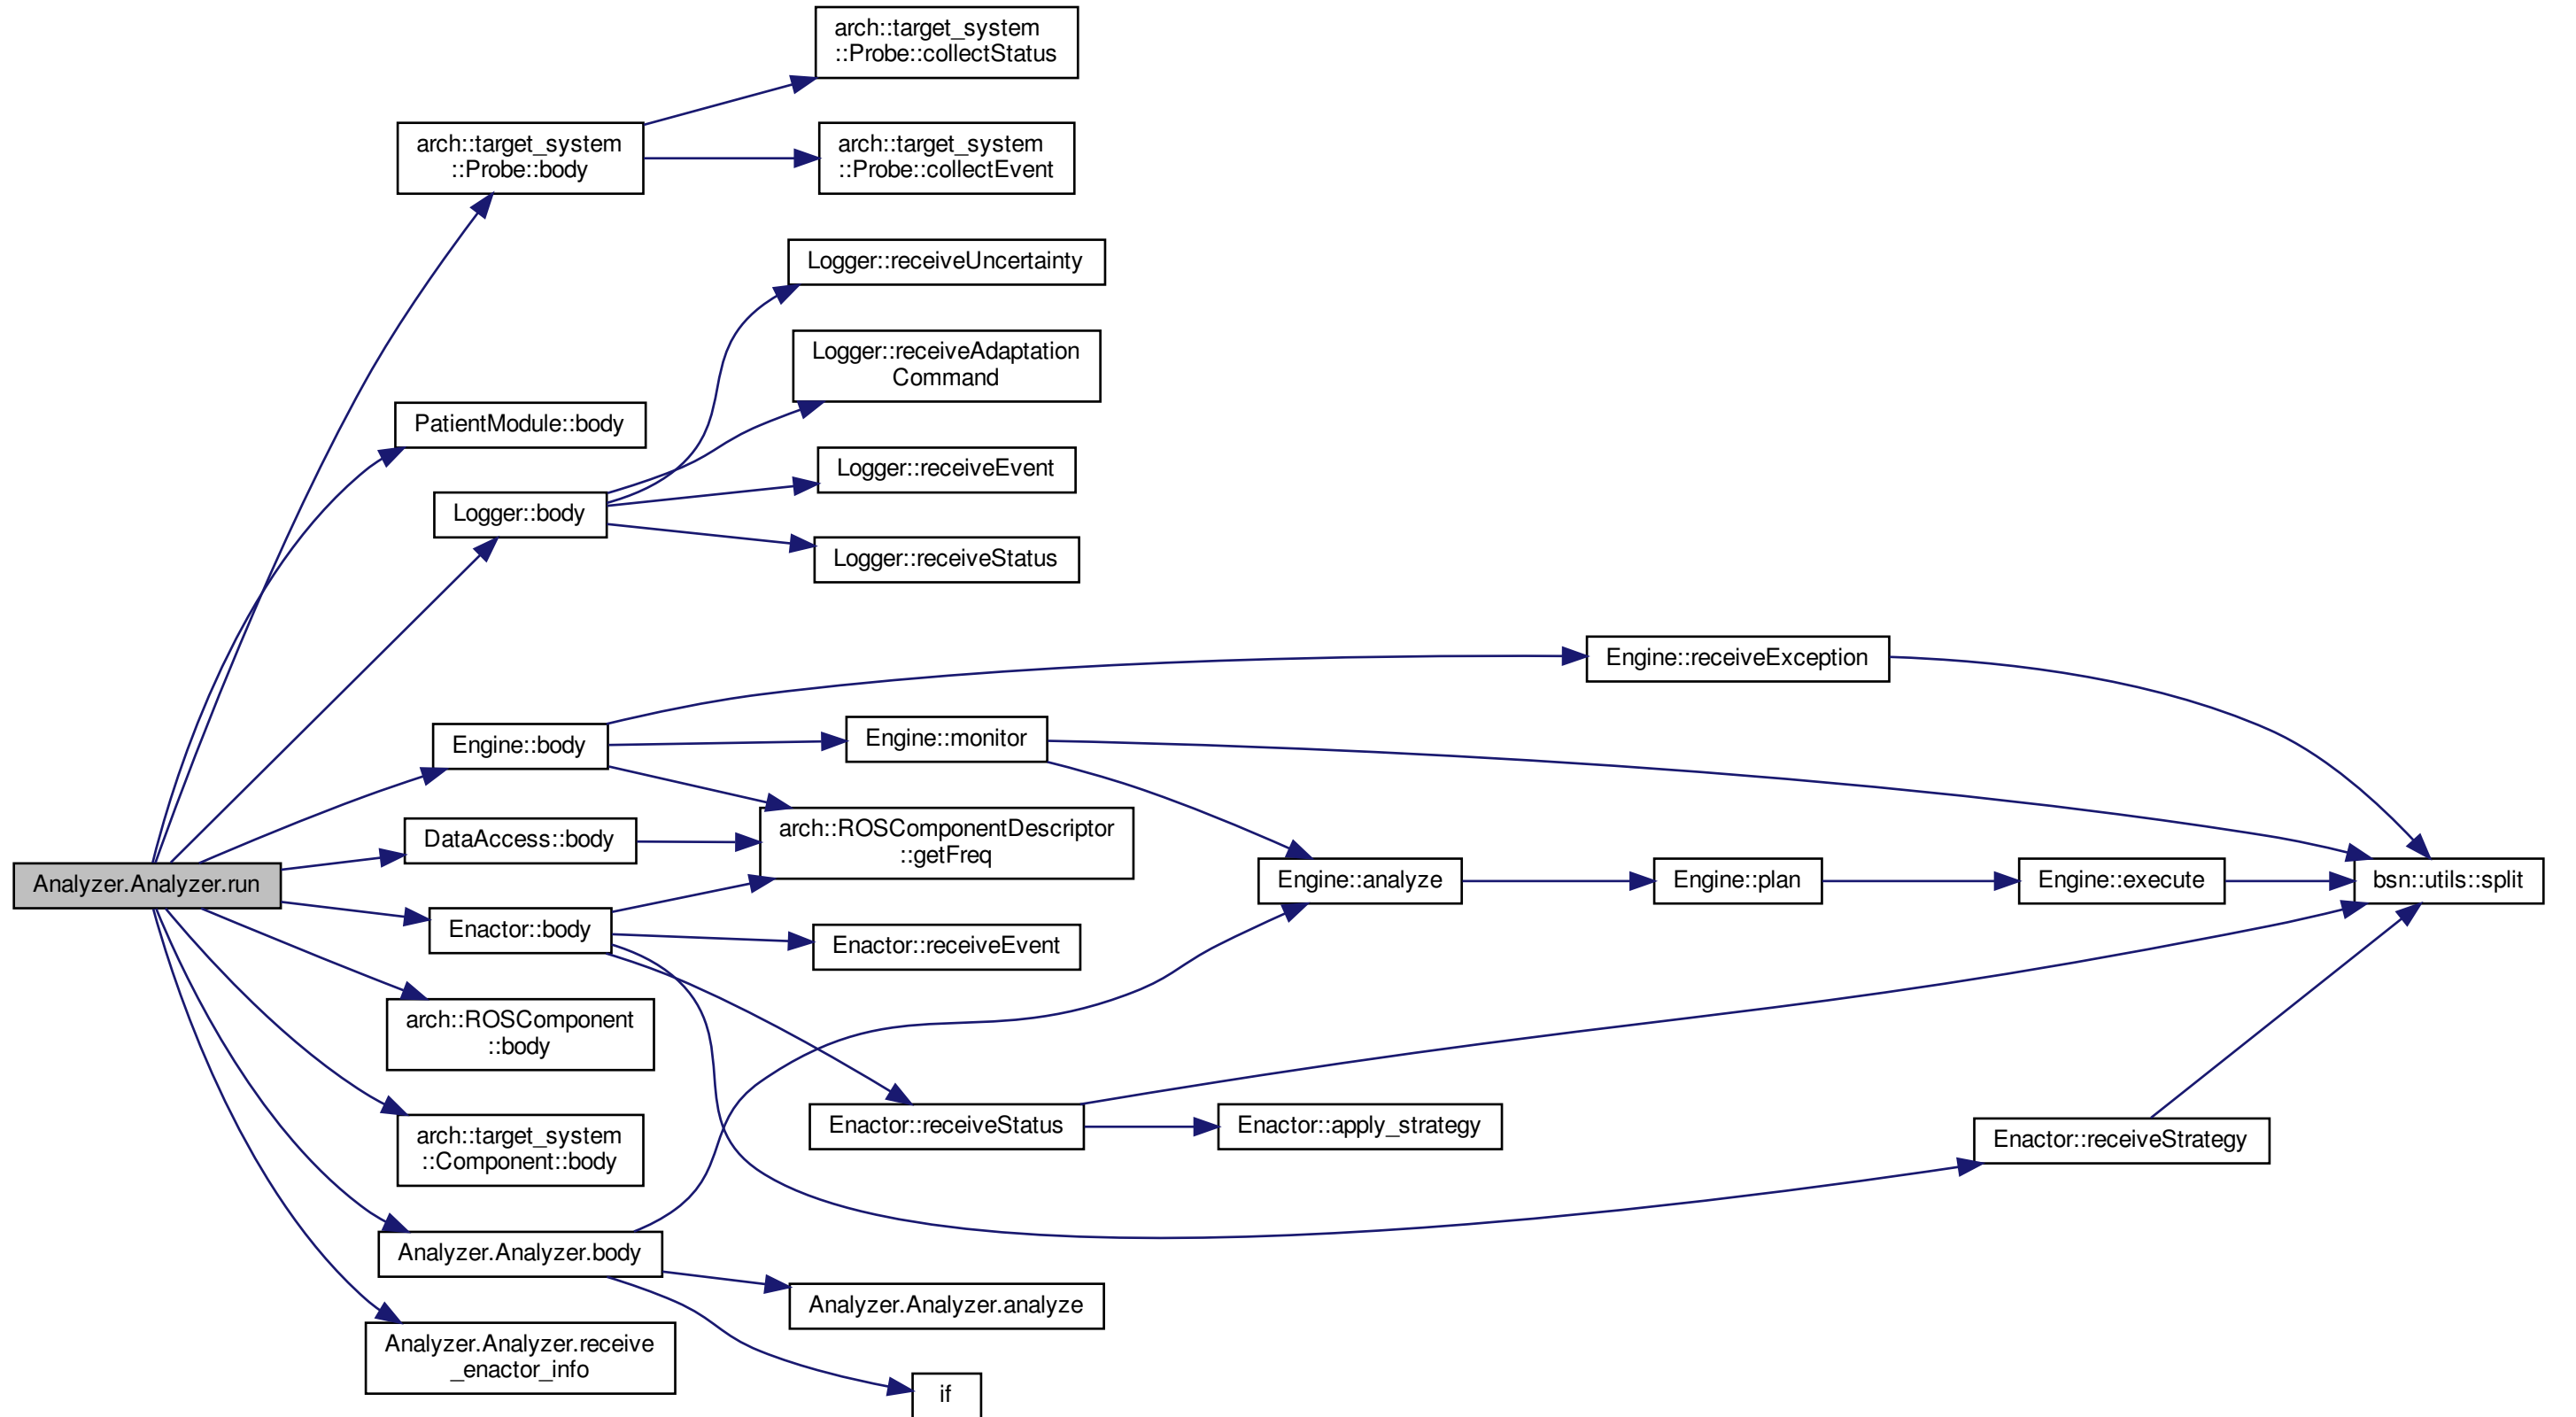 arch::target_system
::Probe::collectStatus
arch::target_system
::Probe::body
arch::target_system
::Probe::collectEvent
Logger::receiveUncertainty
Logger::receiveAdaptation
Command
PatientModule::body
Logger::receiveEvent
Logger::body
Logger::receiveStatus
Engine::receiveException
Engine::body
Engine::monitor
DataAccess::body
arch::ROSComponentDescriptor
::getFreq
Analyzer.Analyzer.run
Engine::analyze
Engine::plan
Engine::execute
bsn::utils::split
Enactor::body
Enactor::receiveEvent
arch::ROSComponent
::body
Enactor::receiveStatus
Enactor::apply_strategy
Enactor::receiveStrategy
arch::target_system
::Component::body
Analyzer.Analyzer.body
Analyzer.Analyzer.analyze
Analyzer.Analyzer.receive
_enactor_info
if